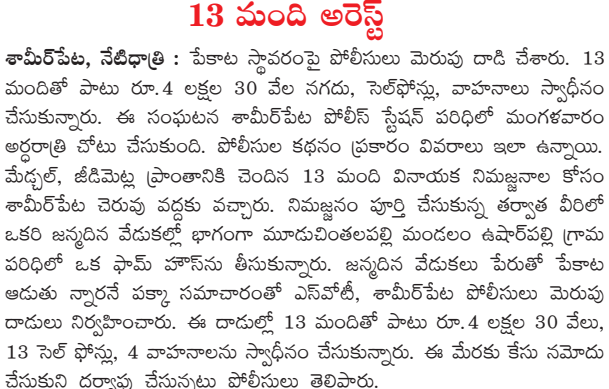 13 మంది అరెస్ట్
శామీర్‌పేట, నేటిధాత్రి : పేకాట స్థావరంపై పోలీసులు మెరుపు దాడి చేశారు. 13
మందితో పాటు రూ.4 లక్షల 30 వేల నగదు, సెల్‌ఫోన్లు, వాహనాలు స్వాధీనం
చేసుకున్నారు. ఈ సంఘటన శామీర్‌పేట పోలీస్ స్టేషన్ పరిధిలో మంగళవారం
అర్ధరాత్రి చోటు చేసుకుంది. పోలీసుల కథనం ప్రకారం వివరాలు ఇలా ఉన్నాయి.
మేడ్చల్, జీడిమెట్ల ప్రాంతానికి చెందిన 13 మంది వినాయక నిమజ్జనాల కోసం
శామీర్‌పేట చెరువు వద్దకు వచ్చారు. నిమజ్జనం పూర్తి చేసుకున్న తర్వాత వీరిలో
ఒకరి జన్మదిన వేడుకల్లో భాగంగా మూడుచింతలపల్లి మండలం ఉషార్‌పల్లి గ్రామ
పరిధిలో ఒక ఫామ్ హౌస్‌ను తీసుకున్నారు. జన్మదిన వేడుకలు పేరుతో పేకాట
ఆడుతు న్నారనే పక్కా సమాచారంతో ఎస్‌వోటీ, శామీర్‌పేట పోలీసులు మెరుపు
దాడులు నిర్వహించారు. ఈ దాడుల్లో 13 మందితో పాటు రూ.4 లక్షల 30 వేలు,
13 సెల్ ఫోన్లు, 4 వాహనాలను స్వాధీనం చేసుకున్నారు. ఈ మేరకు కేసు నమోదు
చేసుకుని దర్యాప్తు చేస్తున్నట్లు పోలీసులు తెలిపారు.